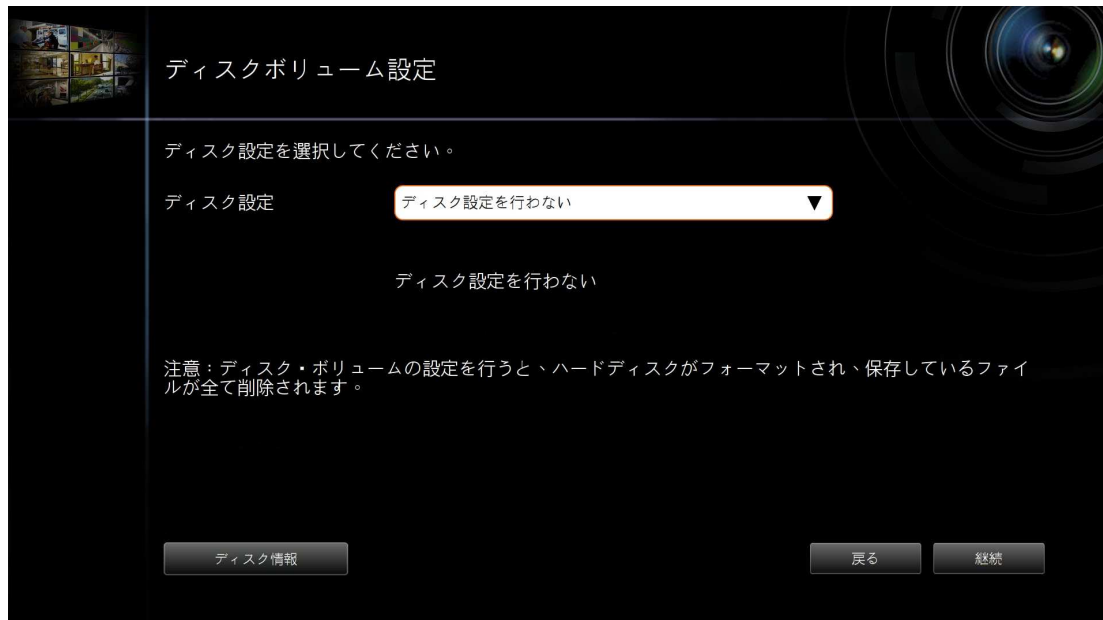 ディスクボリューム設定
ディスク設定を選択してください。
ディスク設定
ディスク設定を行わない ▼
ディスク設定を行わない
注意：ディスク・ボリュームの設定を行うと、ハードディスクがフォーマットされ、保存しているファイ
ルが全て削除されます。
ディスク情報
戻る
継続